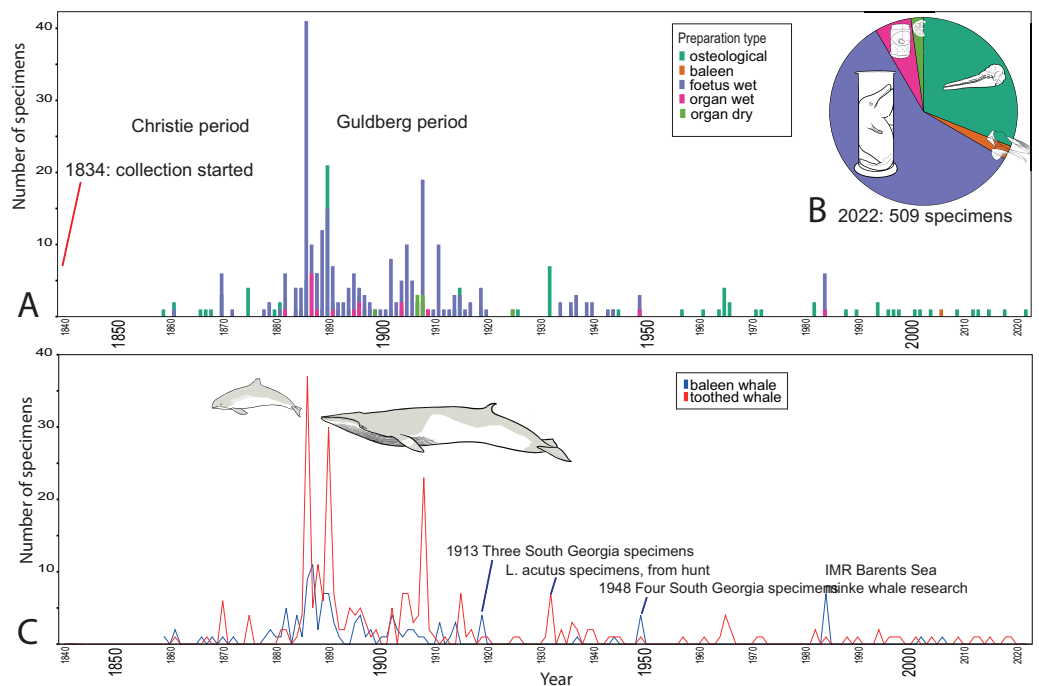 40
30
20
10
Number of specimens
Christie period
Guldberg period
1834: collection started
Preparation type
osteological
baleen
foetus wet
organ wet
organ dry
B 2022: 509 specimens
A
1840 1850 1860 1870 1880 1890 1900 1910 1920 1930 1940 1950 1960 1970 1980 1990 2000 2010 2020
40
30
20
10
Number of specimens
baleen whale
toothed whale
1913 Three South Georgia specimens
L. acutus specimens, from hunt
1948 Four South Georgia specimens
IMR Barents Sea
minke whale research
C
1840 1850 1860 1870 1880 1890 1900 1910 1920 1930 1940 1950 1960 1970 1980 1990 2000 2010 2020
Year